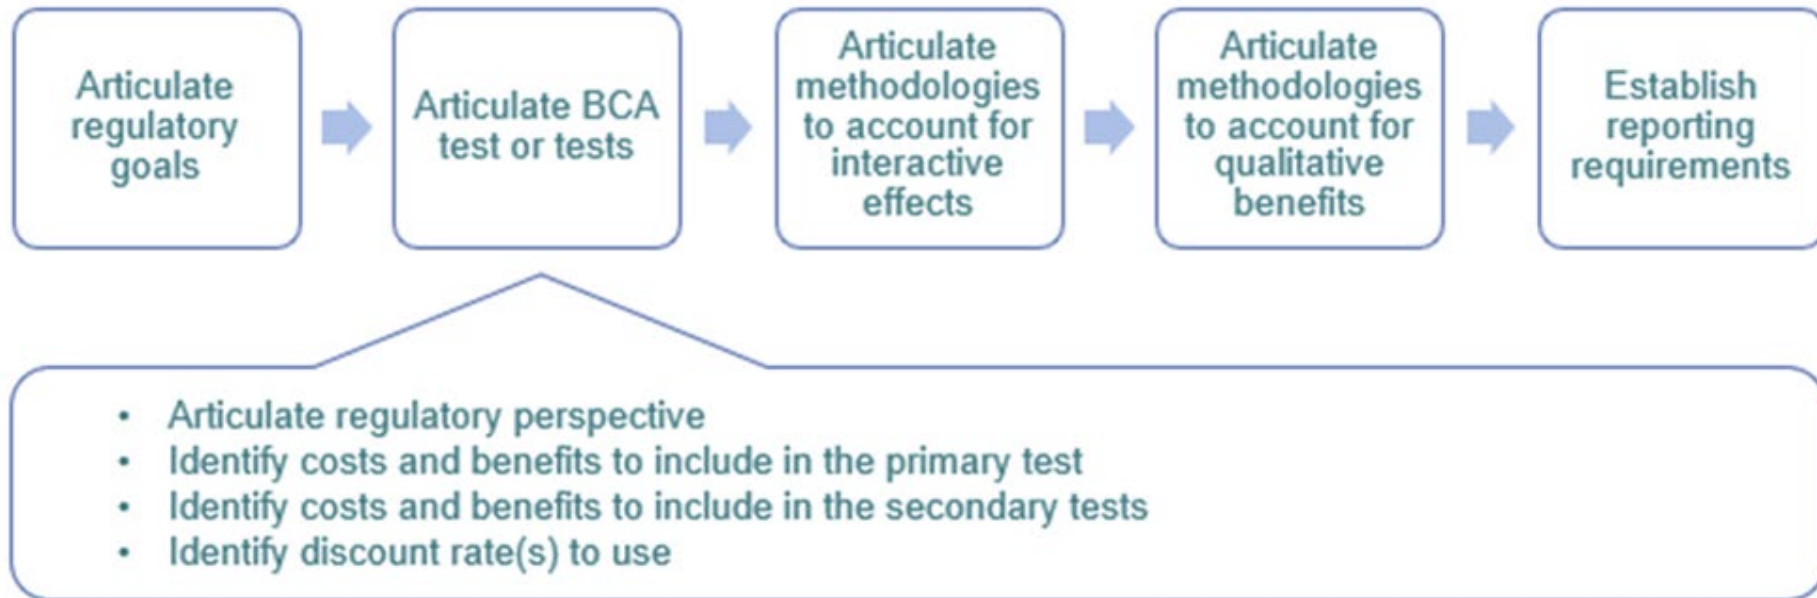 Articulate
regulatory
goals
Articulate BCA
test or tests
Articulate
methodologies
to account for
interactive
effects
Articulate
methodologies
to account for
qualitative
benefits
Establish
reporting
requirements
• Articulate regulatory perspective
• Identify costs and benefits to include in the primary test
• Identify costs and benefits to include in the secondary tests
• Identify discount rate(s) to use